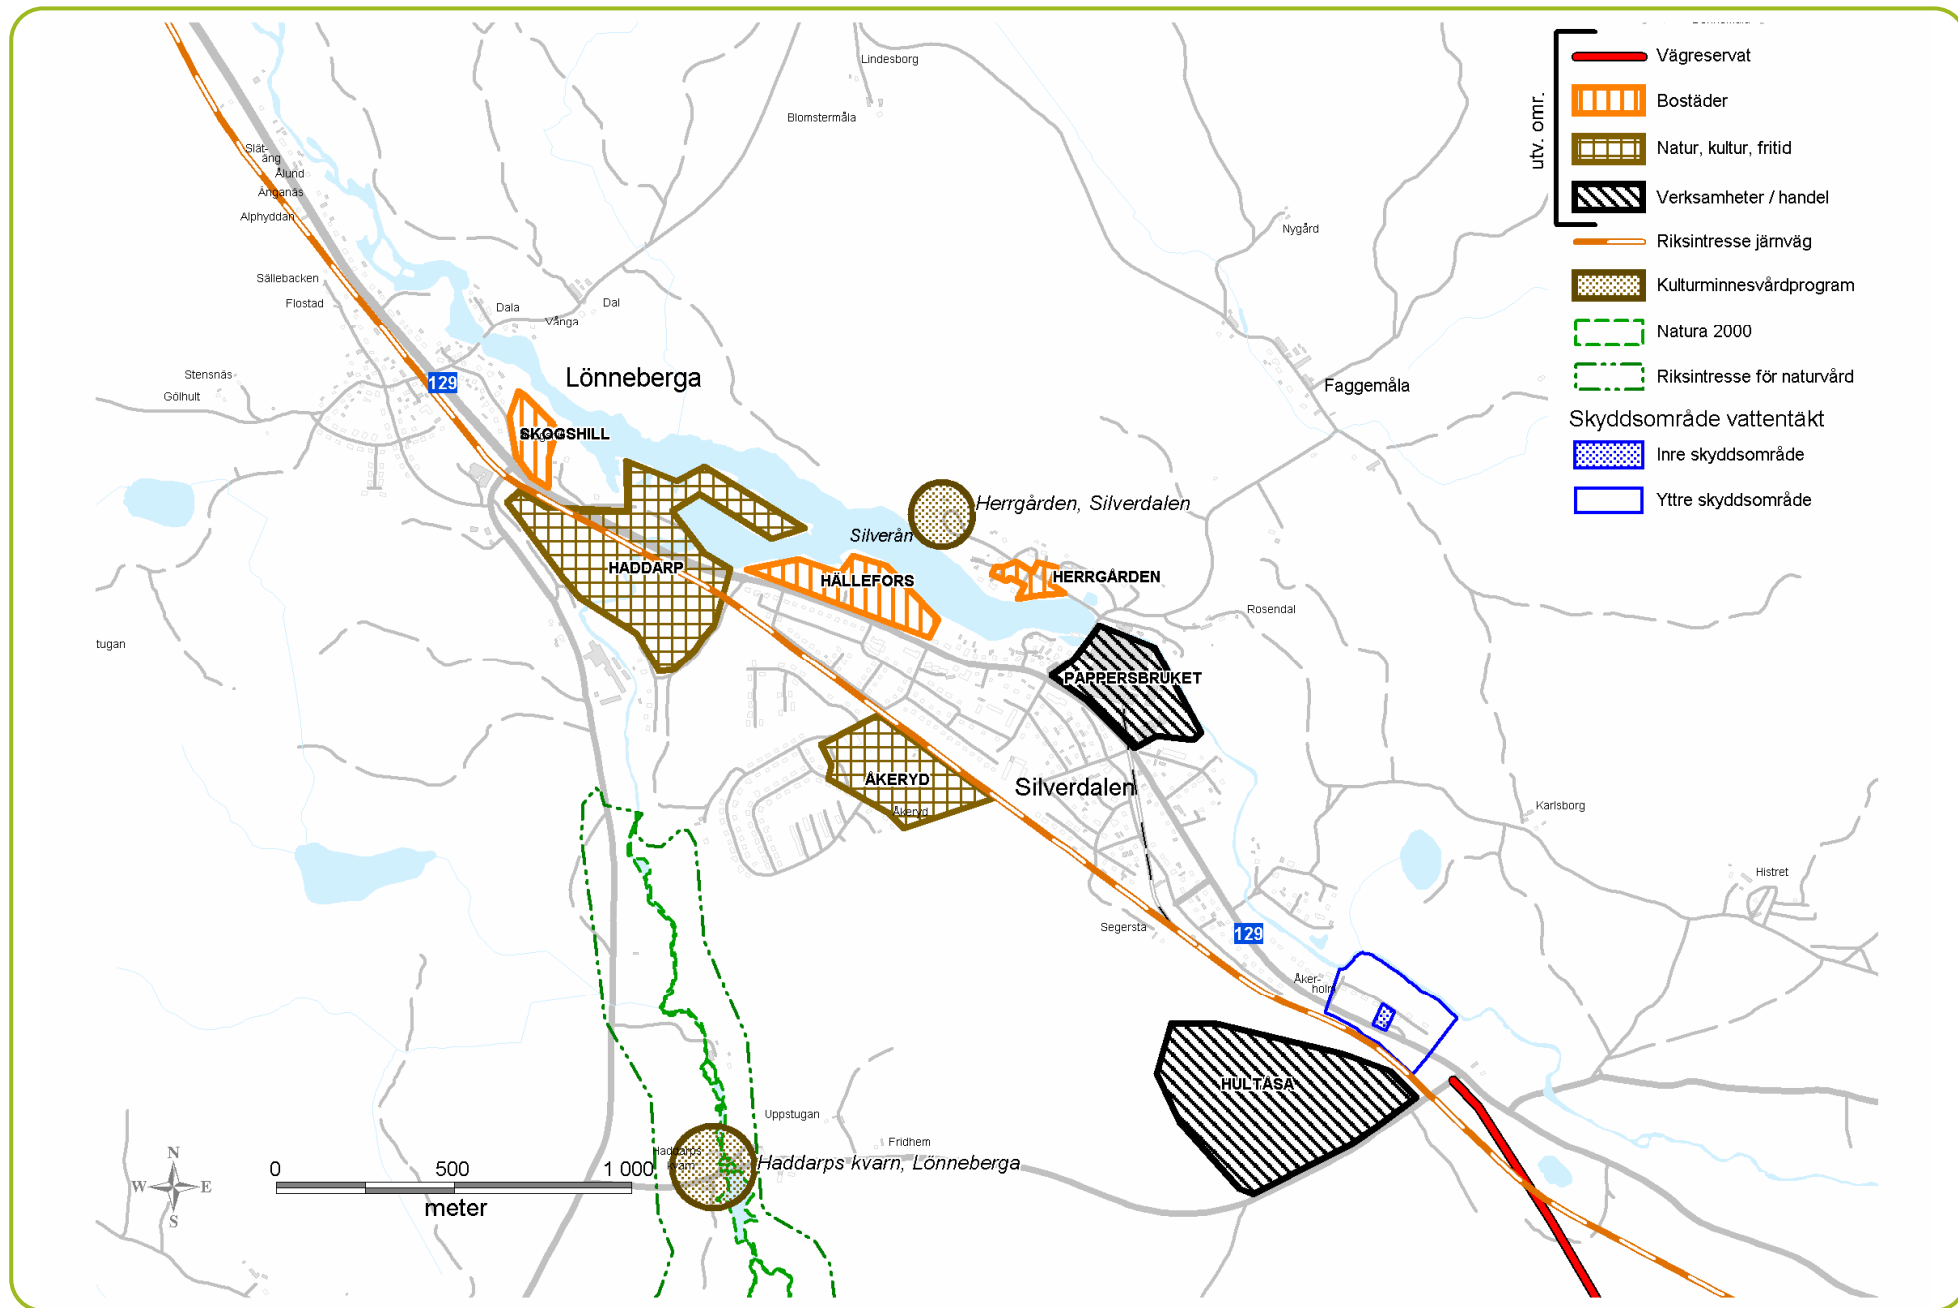 Lindesborg
Blomstermåla
Slät-
äng
Ålund
Änganäs
Alphyddan
Sällebacken
Flostad
Dala
Vånga
Dal
Nygård
Stensnäs
Gölhult
129
Lönneberga
Faggemåla
SKOGSHILL
Herrgården, Silverdalen
Silverån
HADDARP
HÄLLEFORS
HERRGÅRDEN
Rosendal
tugan
PAPPERSBRUKET
ÅKERYD
Åkeryd
Silverdalen
Karlsborg
Histret
Segersta
129
Åker-
holm
HULTÅSA
Uppstugan
Fridhem
Haddarps
kvarn
Haddarps kvarn, Lönneberga
N
W
E
S
0 500 1 000
meter
utv. omr.
Vägreservat
Bostäder
Natur, kultur, fritid
Verksamheter / handel
Riksintresse järnväg
Kulturminnesvårdprogram
Natura 2000
Riksintresse för naturvård
Skyddsområde vattentäkt
Inre skyddsområde
Yttre skyddsområde